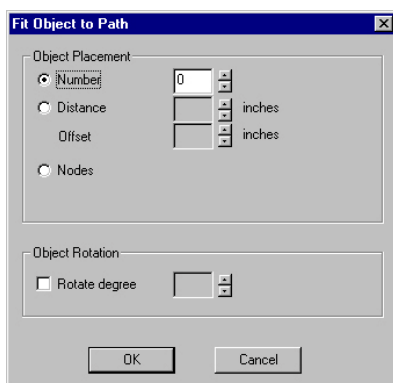 Fit Object to Path
Object Placement
Number 0
Distance inches
Offset inches
Nodes
Object Rotation
Rotate degree
OK Cancel